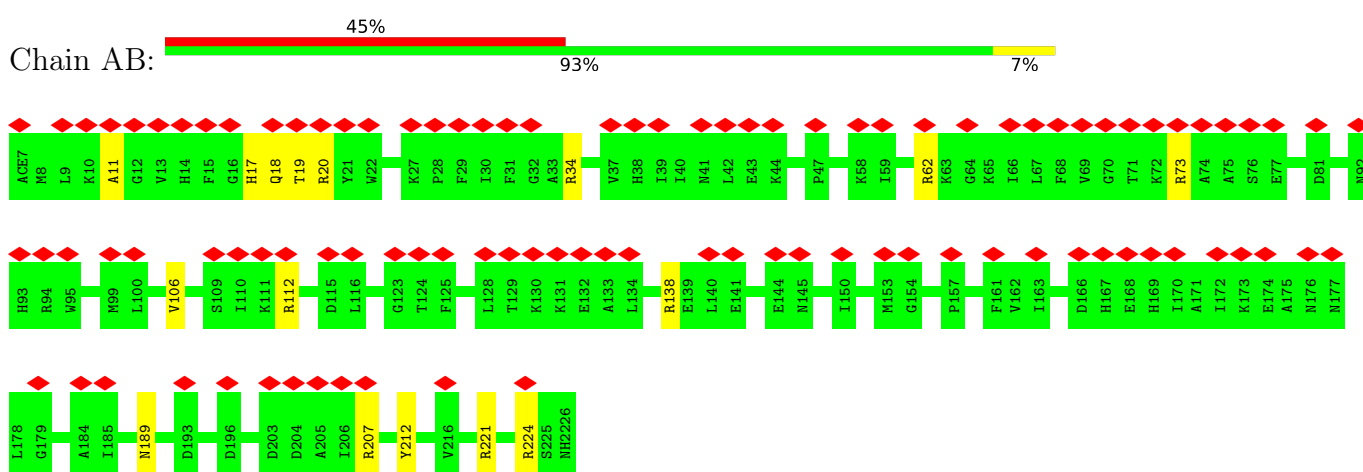 45%
Chain AB:
93% 7%
ACE7 M8 L9 K10 A11 G12 V13 H14 F15 G16 H17 Q18 T19 R20 Y21 W22 K27 P28 F29 I30 F31 G32 A33 R34 V37 H38 I39 I40 N41 L42 E43 K44 P47 K58 I59 R62 K63 G64 K65 I66 L67 F68 V69 G70 T71 K72 R73 A74 A75 S76 E77 D81 N92
H93 R94 W95 M99 L100 V106 S109 I110 K111 R112 D115 L116 G123 T124 F125 L128 T129 K130 K131 E132 A133 L134 R138 E139 L140 E141 E144 N145 I150 M153 G154 P157 F161 V162 I163 D166 H167 E168 H169 I170 A171 I172 K173 E174 A175 N176 N177
L178 G179 A184 I185 N189 D193 D196 D203 D204 A205 I206 R207 Y212 V216 R221 R224 S225 NH2226